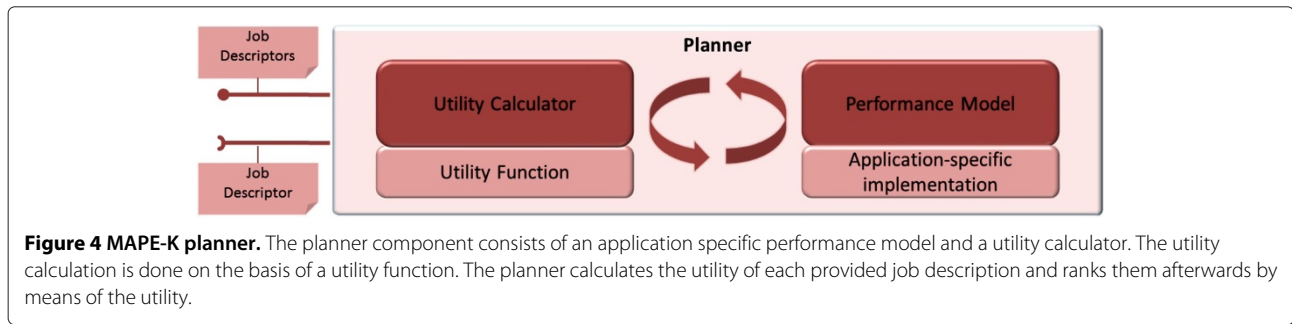 Job
Descriptors
Planner
Utility Calculator
Performance Model
Utility Function
Application-specific
implementation
Job
Descriptor
Figure 4 MAPE-K planner. The planner component consists of an application specific performance model and a utility calculator. The utility
calculation is done on the basis of a utility function. The planner calculates the utility of each provided job description and ranks them afterwards by
means of the utility.